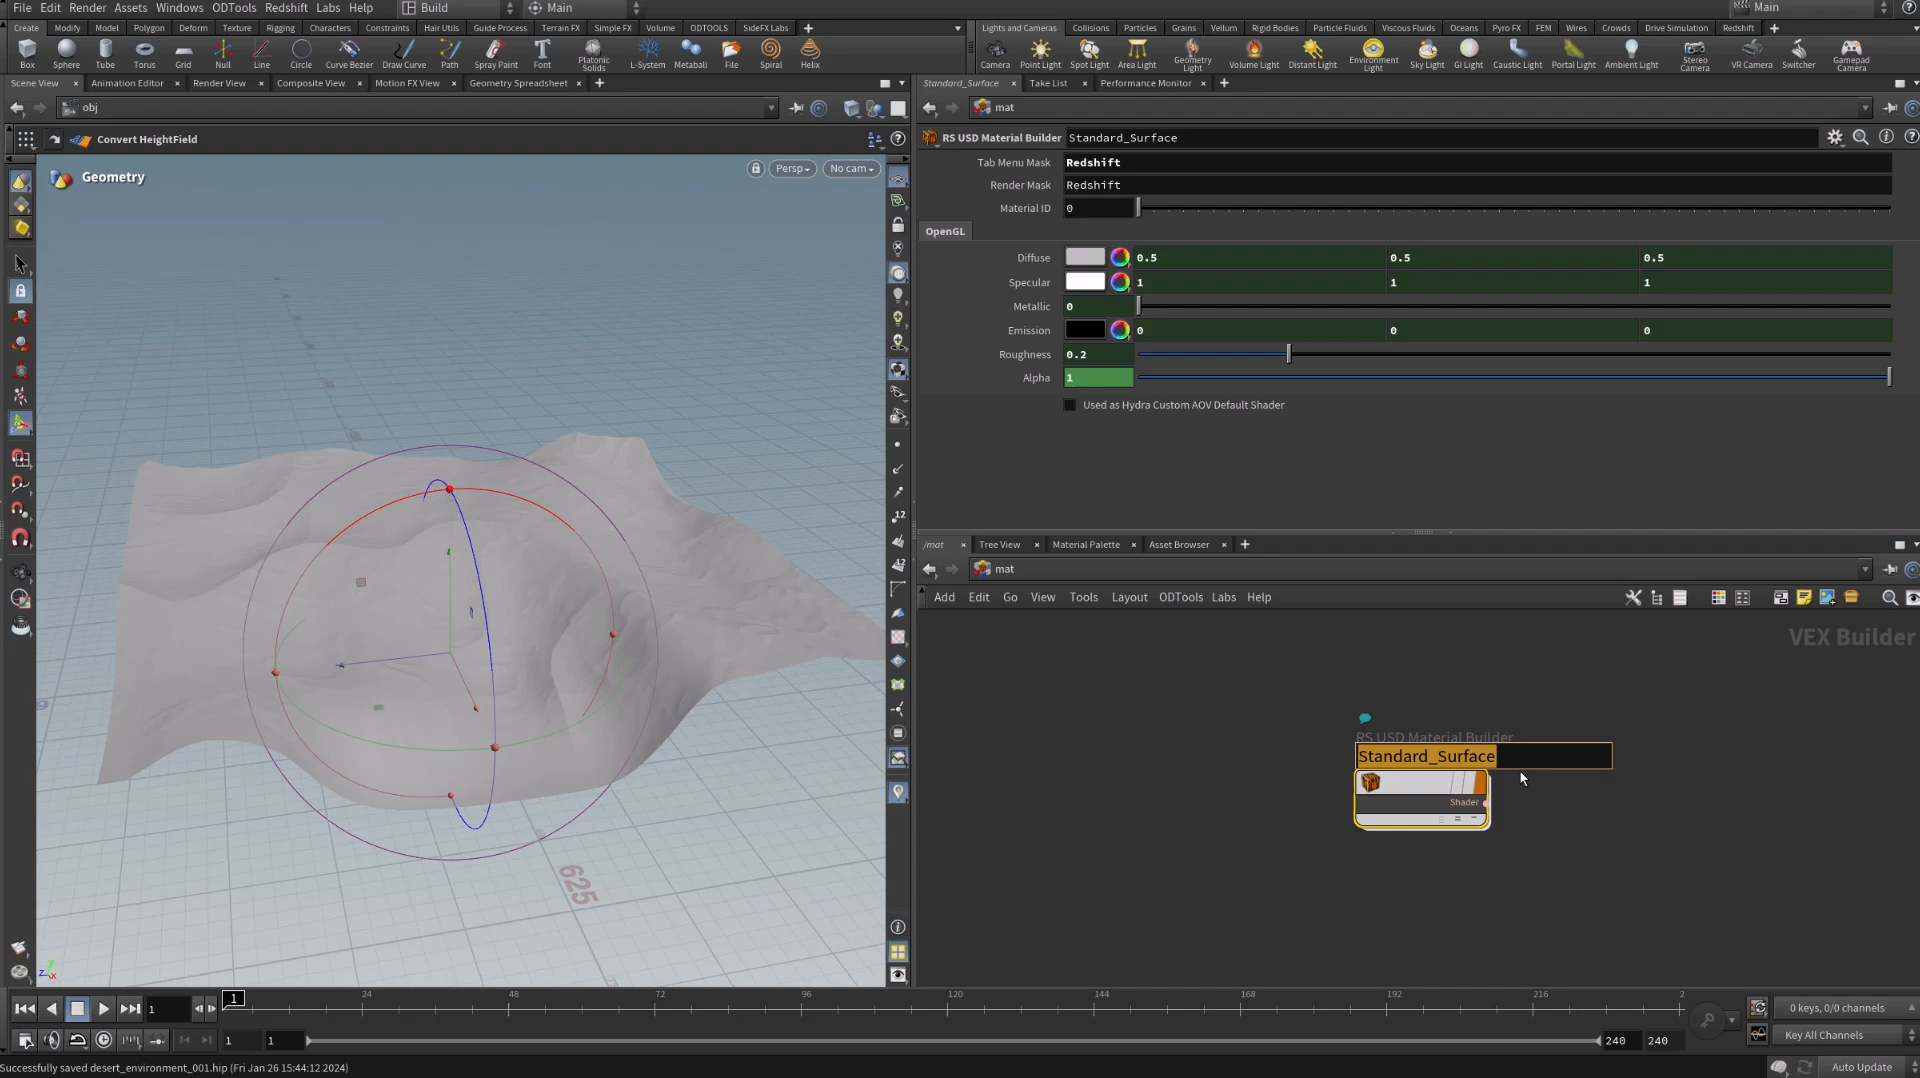 File Edit Render Assets Windows ODTools Redshift Labs Help Build Main Main
Create Modify Model Polygon Deform Texture Rigging Characters Constraints Hair Utils Guide Process Terrain FX Simple FX Volume ODTOOLS SideFX Labs
Lights and Cameras Collisions Particles Grains Vellum Rigid Bodies Particle Fluids Viscous Fluids Oceans Pyro FX FEM Wires Crowds Drive Simulation Redshift
Box Sphere Tube Torus Grid Null Line Circle Curve Bezier Draw Curve Path Spray Paint Font Platonic Solids L-System Metaball File Spiral Helix
Camera Point Light Spot Light Area Light Geometry Light Volume Light Distant Light Environment Light Sky Light GI Light Caustic Light Portal Light Ambient Light Stereo Camera VR Camera Switcher Gamepad Camera
Scene View Animation Editor Render View Composite View Motion FX View Geometry Spreadsheet
Standard_Surface Take List Performance Monitor
obj
mat
Convert HeightField
RS USD Material Builder Standard_Surface
Geometry
Persp
No cam
Tab Menu Mask Redshift
Render Mask Redshift
Material ID 0
OpenGL
Diffuse 0.5 0.5 0.5
Specular 1 1 1
Metallic 0
Emission 0 0 0
Roughness 0.2
Alpha 1
Used as Hydra Custom AOV Default Shader
/mat Tree View Material Palette Asset Browser
mat
Add Edit Go View Tools Layout ODTools Labs Help
VEX Builder
RS USD Material Builder
Standard_Surface
Shader
12
12
625
z x
1 24 48 72 96 120 144 168 192 216 2
1
0 keys, 0/0 channels
1 1 240 240
Key All Channels
Successfully saved desert_environment_001.hip (Fri Jan 26 15:44:12 2024)
Auto Update